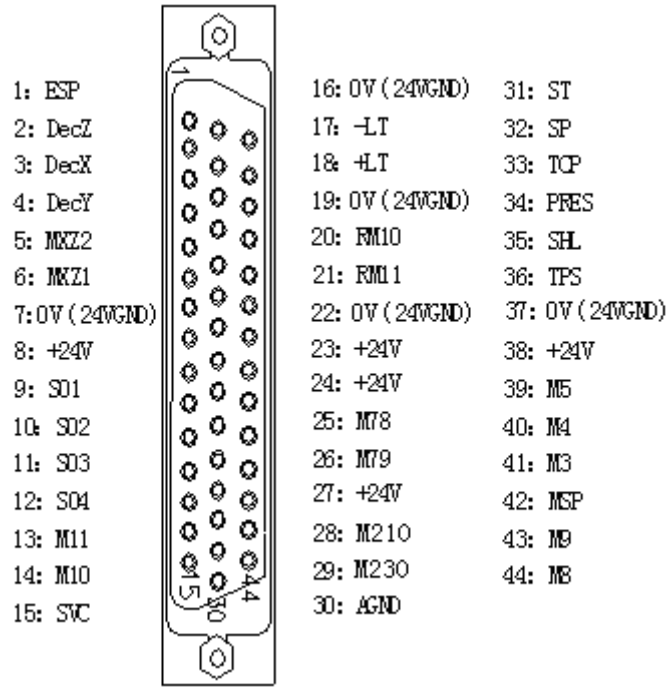 1: ESP
2: DecZ
3: DecX
4: DecY
5: MXZ2
6: MXZ1
7:0V(24VGND)
8: +24V
9: S01
10: S02
11: S03
12: S04
13: M11
14: M10
15: SVC
1
15
30
44
16:0V(24VGND)
17: -LT
18: +LT
19:0V(24VGND)
20: RM10
21: RM11
22:0V(24VGND)
23: +24V
24: +24V
25: M78
26: M79
27: +24V
28: M210
29: M230
30: AGND
31: ST
32: SP
33: TCP
34: PRES
35: SHL
36: TPS
37: 0V(24VGND)
38: +24V
39: M5
40: M4
41: M3
42: MSP
43: M9
44: M8